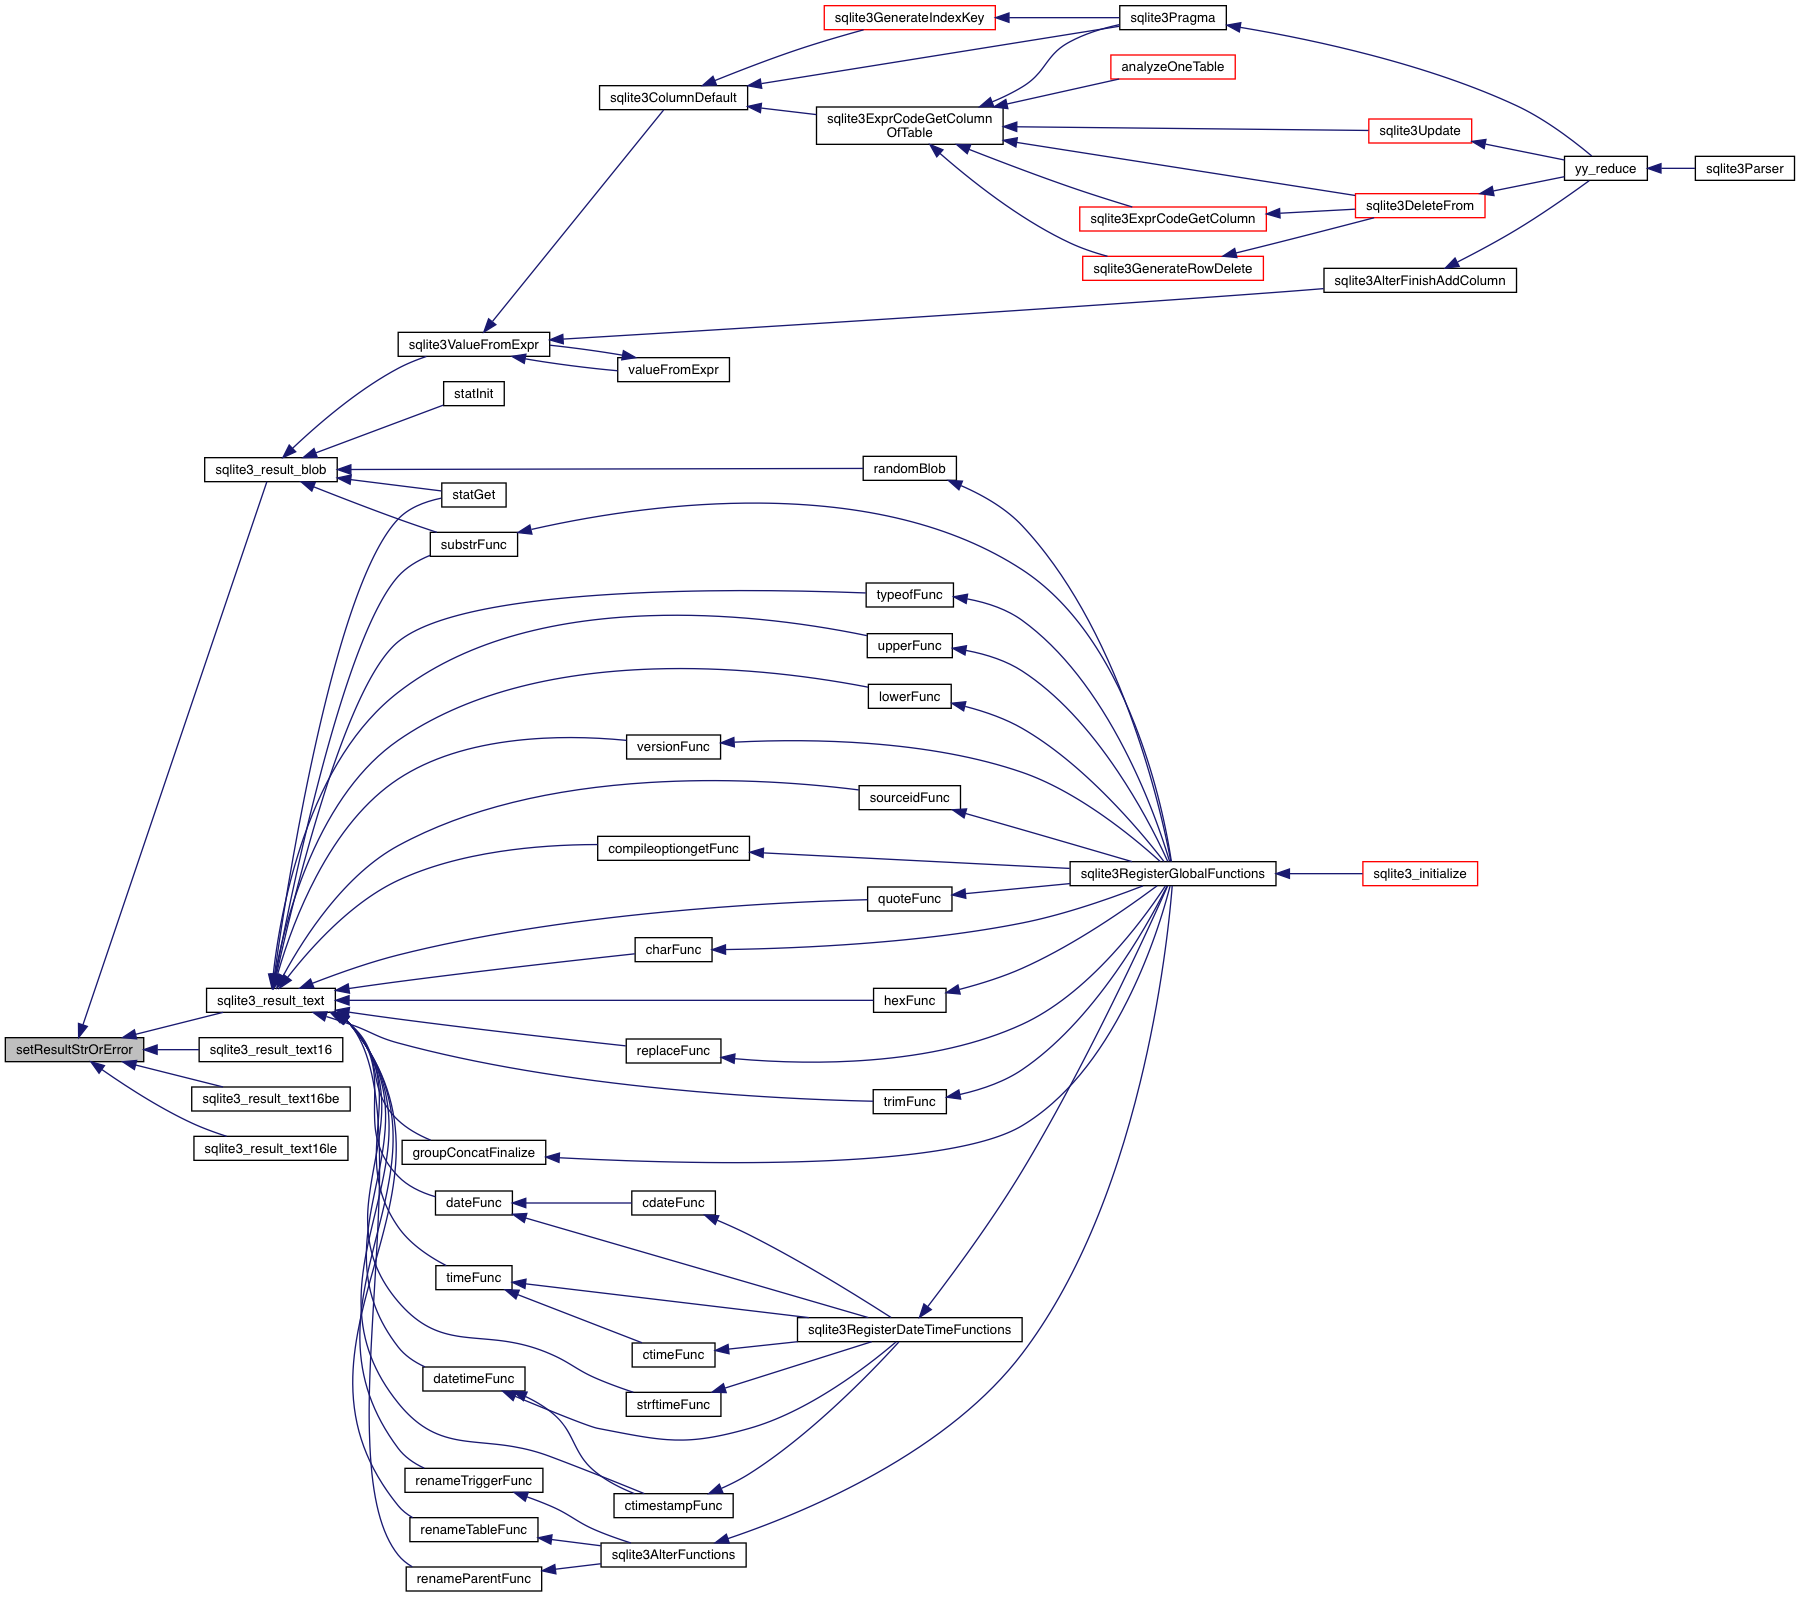 sqlite3GenerateIndexKey
sqlite3Pragma
analyzeOneTable
sqlite3ColumnDefault
sqlite3ExprCodeGetColumn
OfTable
sqlite3Update
yy_reduce
sqlite3Parser
sqlite3DeleteFrom
sqlite3ExprCodeGetColumn
sqlite3GenerateRowDelete
sqlite3AlterFinishAddColumn
sqlite3ValueFromExpr
valueFromExpr
statInit
sqlite3_result_blob
randomBlob
statGet
substrFunc
typeofFunc
upperFunc
lowerFunc
versionFunc
sourceidFunc
compileoptiongetFunc
sqlite3RegisterGlobalFunctions
sqlite3_initialize
quoteFunc
charFunc
sqlite3_result_text
hexFunc
setResultStrOrError
sqlite3_result_text16
replaceFunc
sqlite3_result_text16be
trimFunc
sqlite3_result_text16le
groupConcatFinalize
dateFunc
cdateFunc
timeFunc
sqlite3RegisterDateTimeFunctions
ctimeFunc
datetimeFunc
strftimeFunc
renameTriggerFunc
ctimestampFunc
renameTableFunc
sqlite3AlterFunctions
renameParentFunc